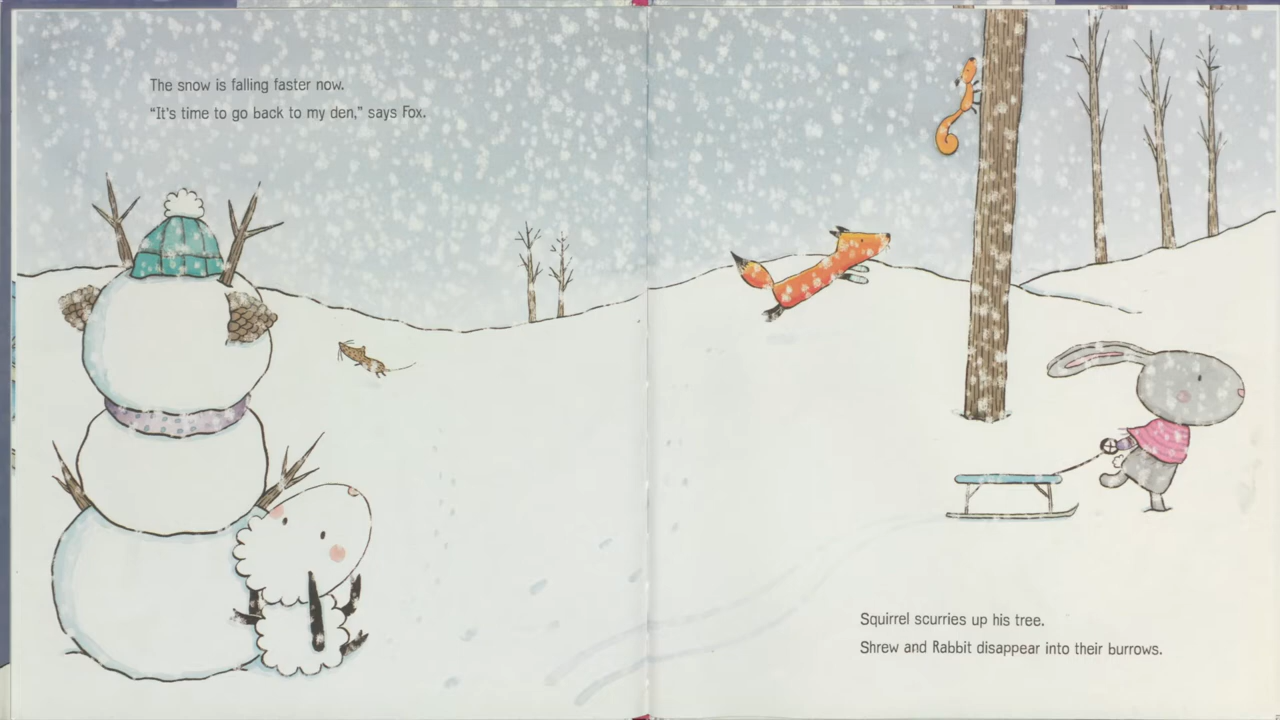 The snow is falling faster now.
“It’s time to go back to my den,” says Fox.
Squirrel scurries up his tree.
Shrew and Rabbit disappear into their burrows.